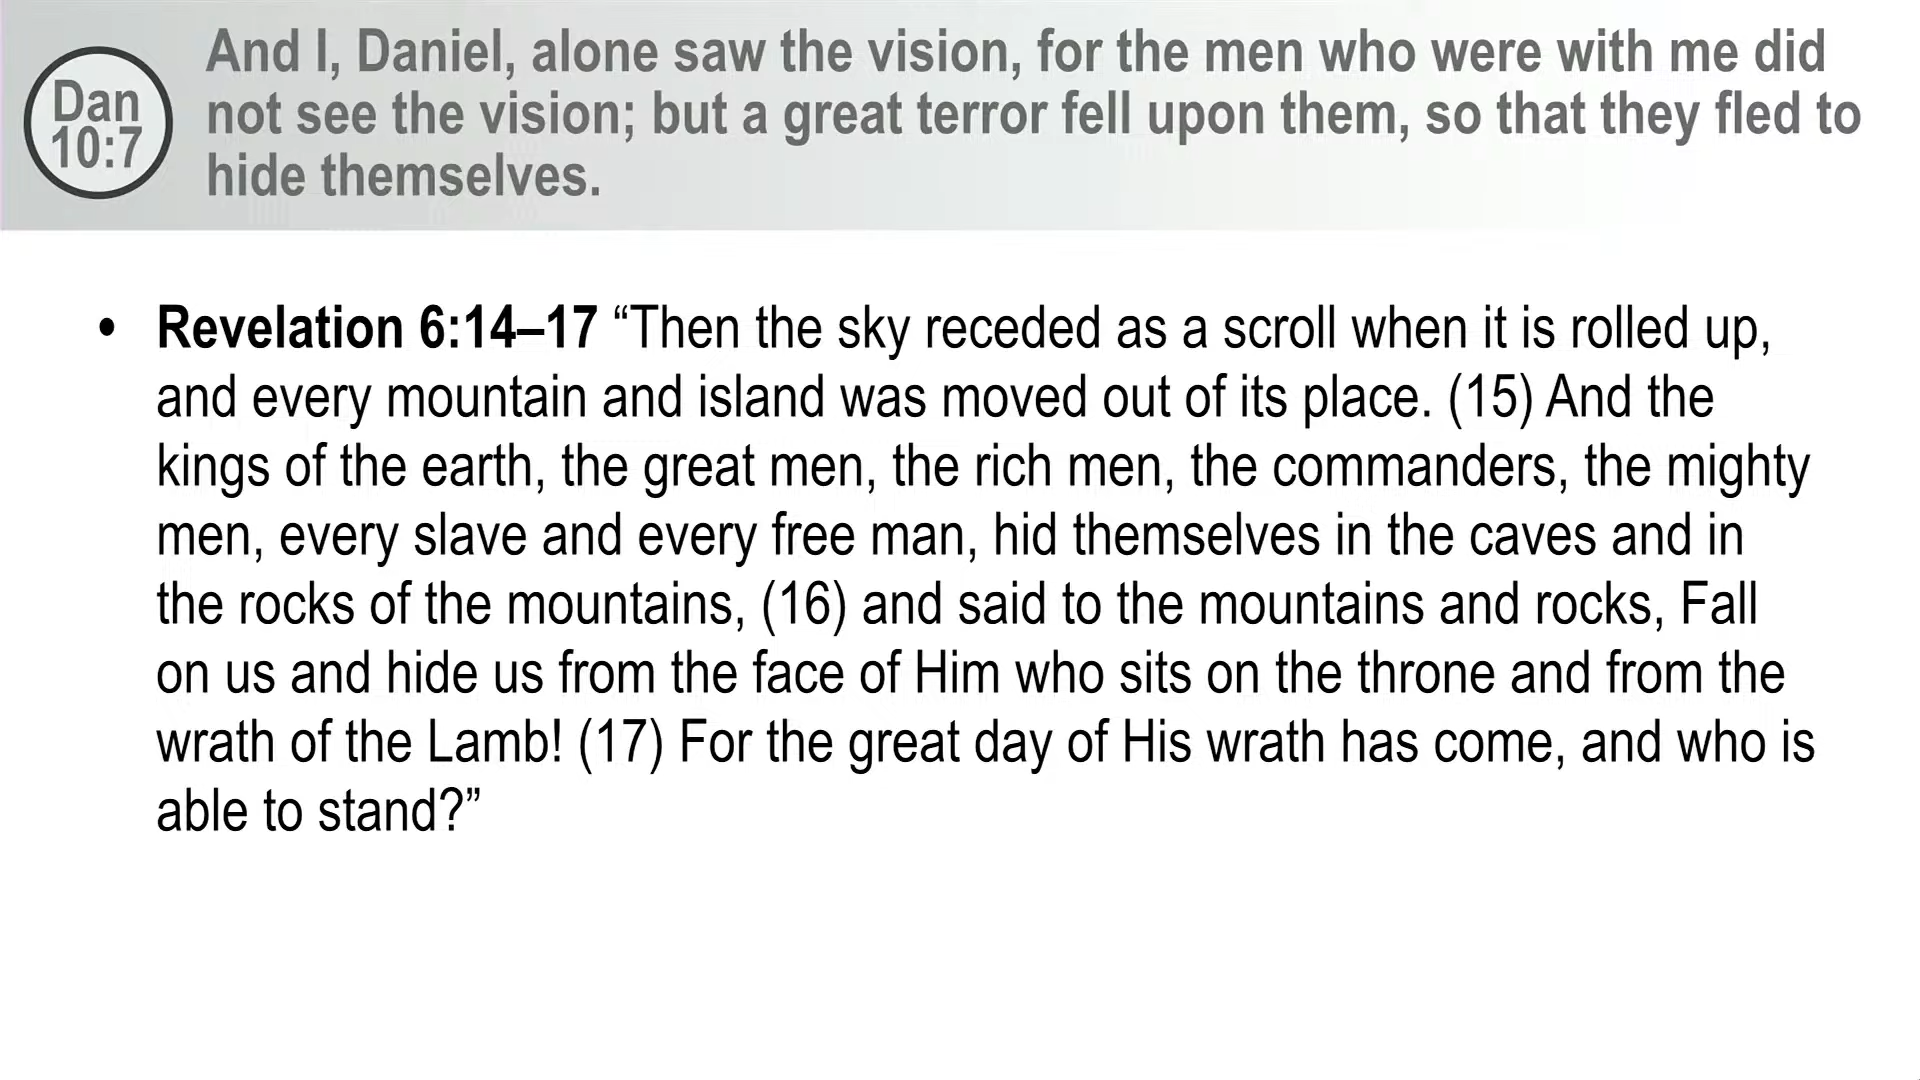 Dan
10:7
And I, Daniel, alone saw the vision, for the men who were with me did
not see the vision; but a great terror fell upon them, so that they fled to
hide themselves.
• Revelation 6:14–17 “Then the sky receded as a scroll when it is rolled up,
and every mountain and island was moved out of its place. (15) And the
kings of the earth, the great men, the rich men, the commanders, the mighty
men, every slave and every free man, hid themselves in the caves and in
the rocks of the mountains, (16) and said to the mountains and rocks, Fall
on us and hide us from the face of Him who sits on the throne and from the
wrath of the Lamb! (17) For the great day of His wrath has come, and who is
able to stand?”